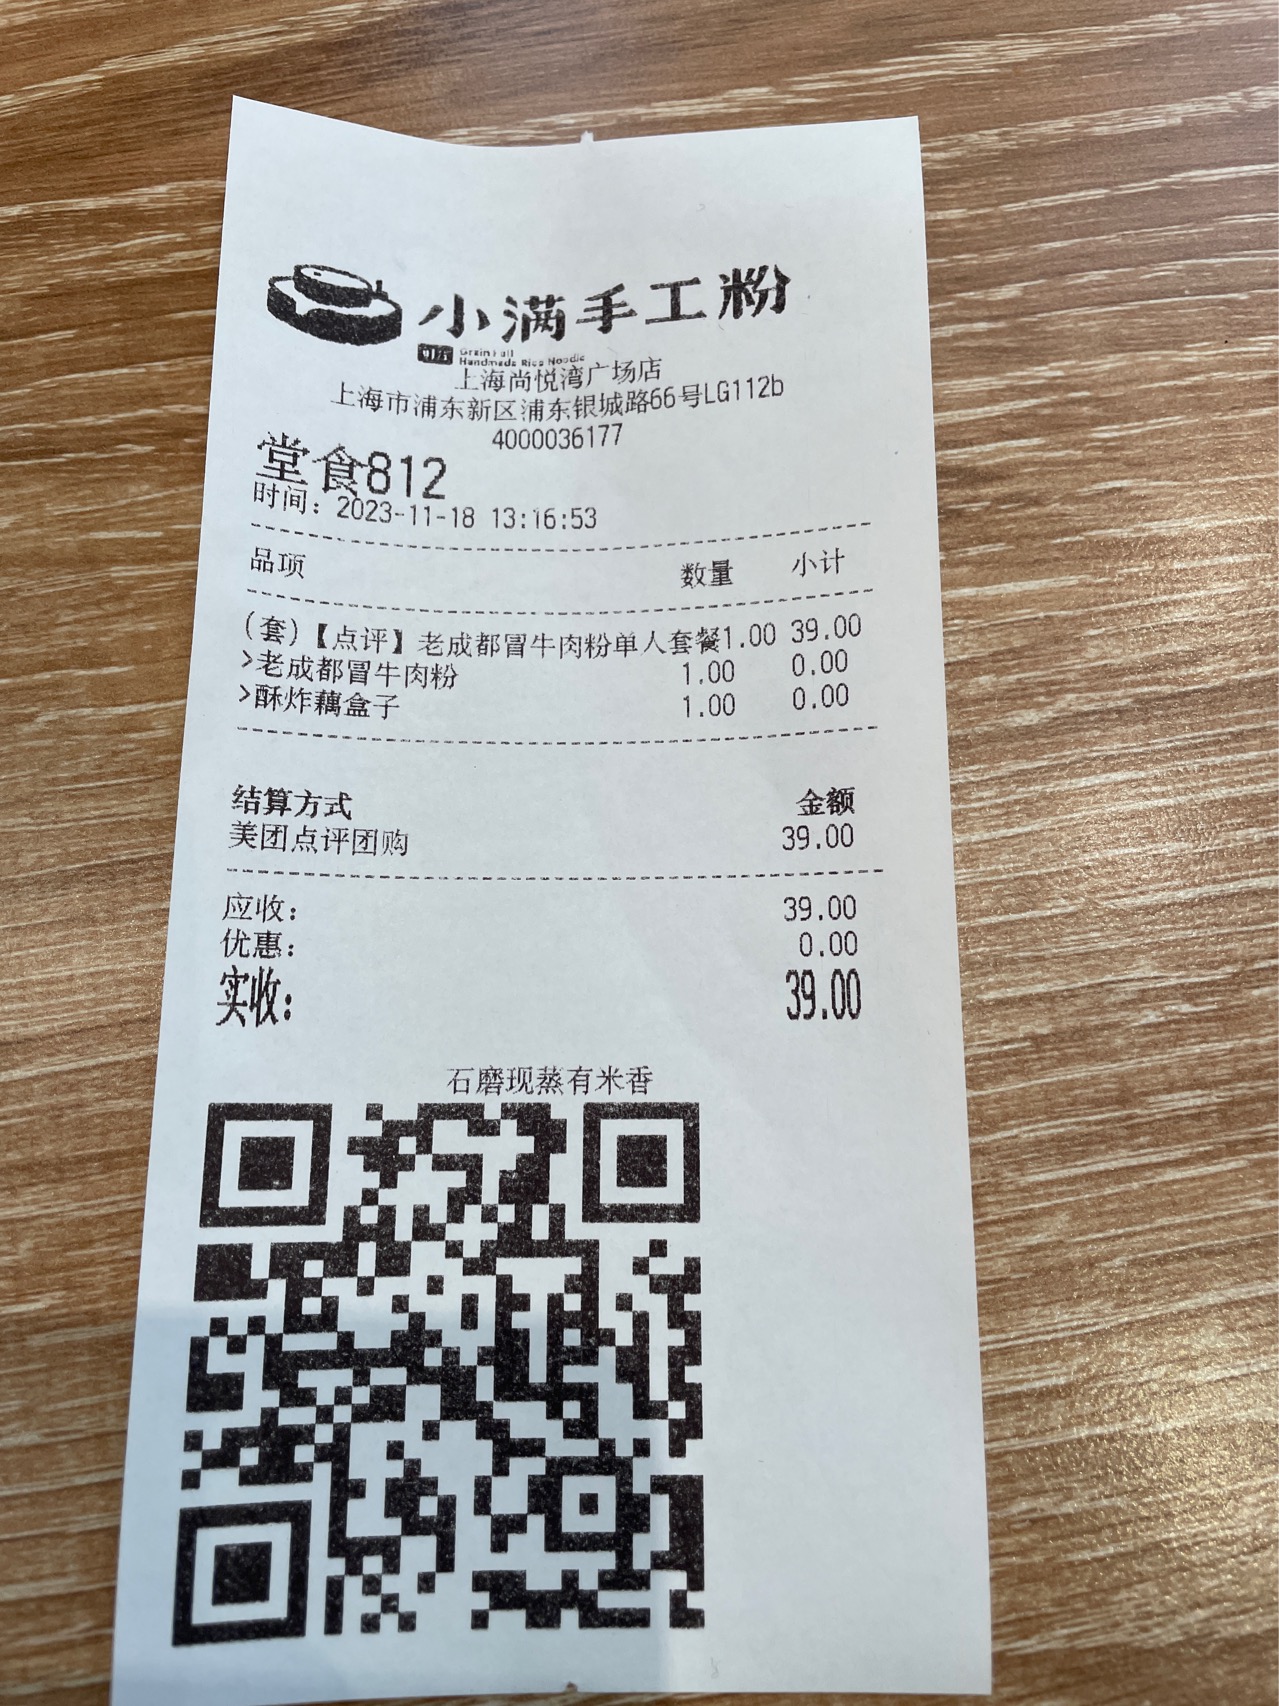 小满手工粉
Grain Full
Handmade Rice Noodle
上海尚悦湾广场店
上海市浦东新区浦东银城路66号LG112b
4000036177
堂食812
时间：2023-11-18 13:16:53
品项 数量 小计
(套)【点评】老成都冒牛肉粉单人套餐1.00 39.00
>老成都冒牛肉粉 1.00 0.00
>酥炸藕盒子 1.00 0.00
结算方式 金额
美团点评团购 39.00
应收: 39.00
优惠: 0.00
实收: 39.00
石磨现蒸有米香